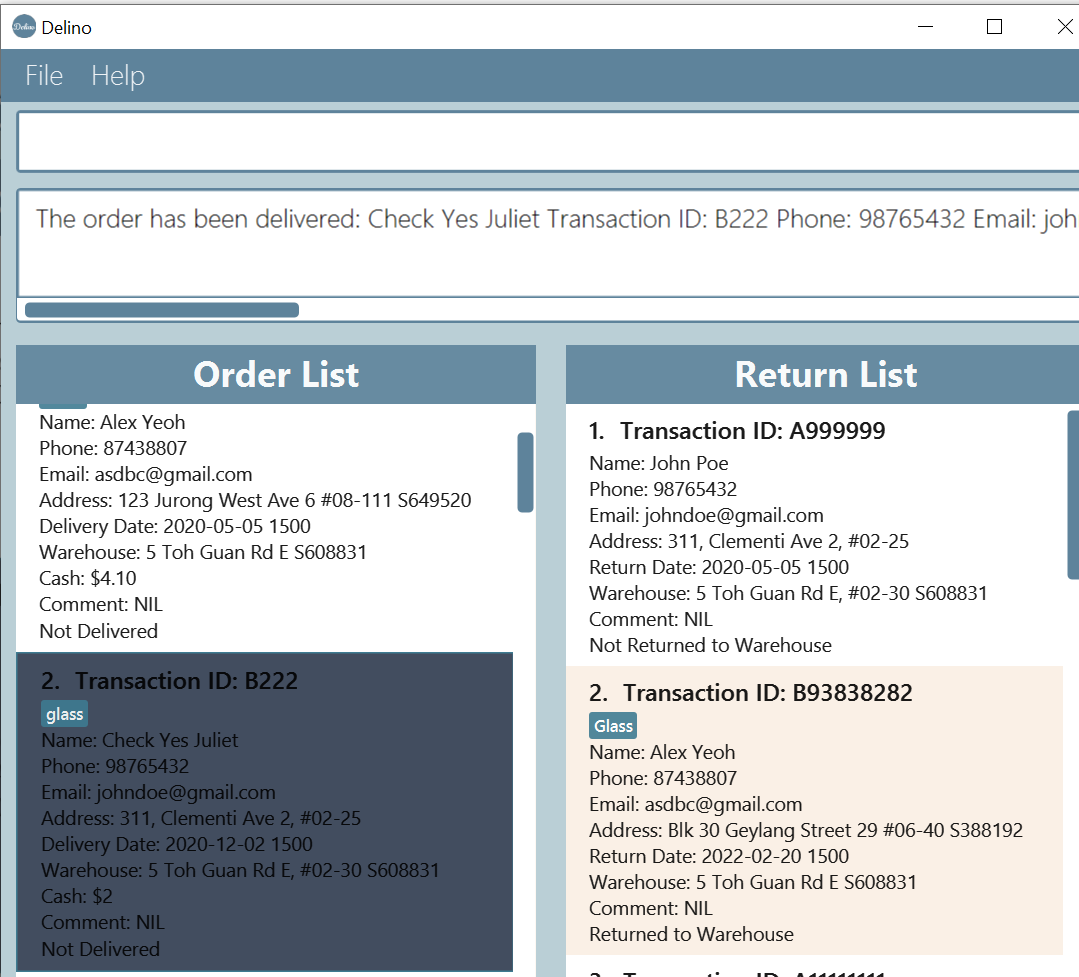 Delino
Delino
File Help
The order has been delivered: Check Yes Juliet Transaction ID: B222 Phone: 98765432 Email: joh
Order List
Name: Alex Yeoh
Phone: 87438807
Email: asdbc@gmail.com
Address: 123 Jurong West Ave 6 #08-111 S649520
Delivery Date: 2020-05-05 1500
Warehouse: 5 Toh Guan Rd E S608831
Cash: $4.10
Comment: NIL
Not Delivered
2. Transaction ID: B222
glass
Name: Check Yes Juliet
Phone: 98765432
Email: johndoe@gmail.com
Address: 311, Clementi Ave 2, #02-25
Delivery Date: 2020-12-02 1500
Warehouse: 5 Toh Guan Rd E, #02-30 S608831
Cash: $2
Comment: NIL
Not Delivered
Return List
1. Transaction ID: A999999
Name: John Poe
Phone: 98765432
Email: johndoe@gmail.com
Address: 311, Clementi Ave 2, #02-25
Return Date: 2020-05-05 1500
Warehouse: 5 Toh Guan Rd E, #02-30 S608831
Comment: NIL
Not Returned to Warehouse
2. Transaction ID: B93838282
Glass
Name: Alex Yeoh
Phone: 87438807
Email: asdbc@gmail.com
Address: Blk 30 Geylang Street 29 #06-40 S388192
Return Date: 2022-02-20 1500
Warehouse: 5 Toh Guan Rd E S608831
Comment: NIL
Returned to Warehouse